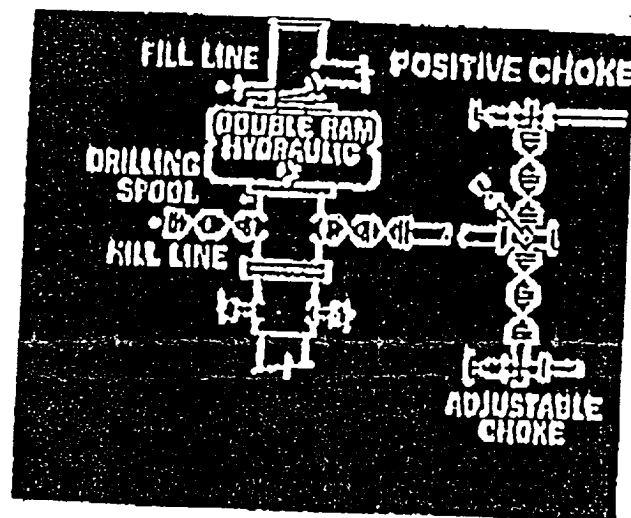 FILL LINE
POSITIVE CHOKE
DOUBLE RAM
HYDRAULIC
DRILLING
SPOOL
KILL LINE
ADJUSTABLE
CHOKE